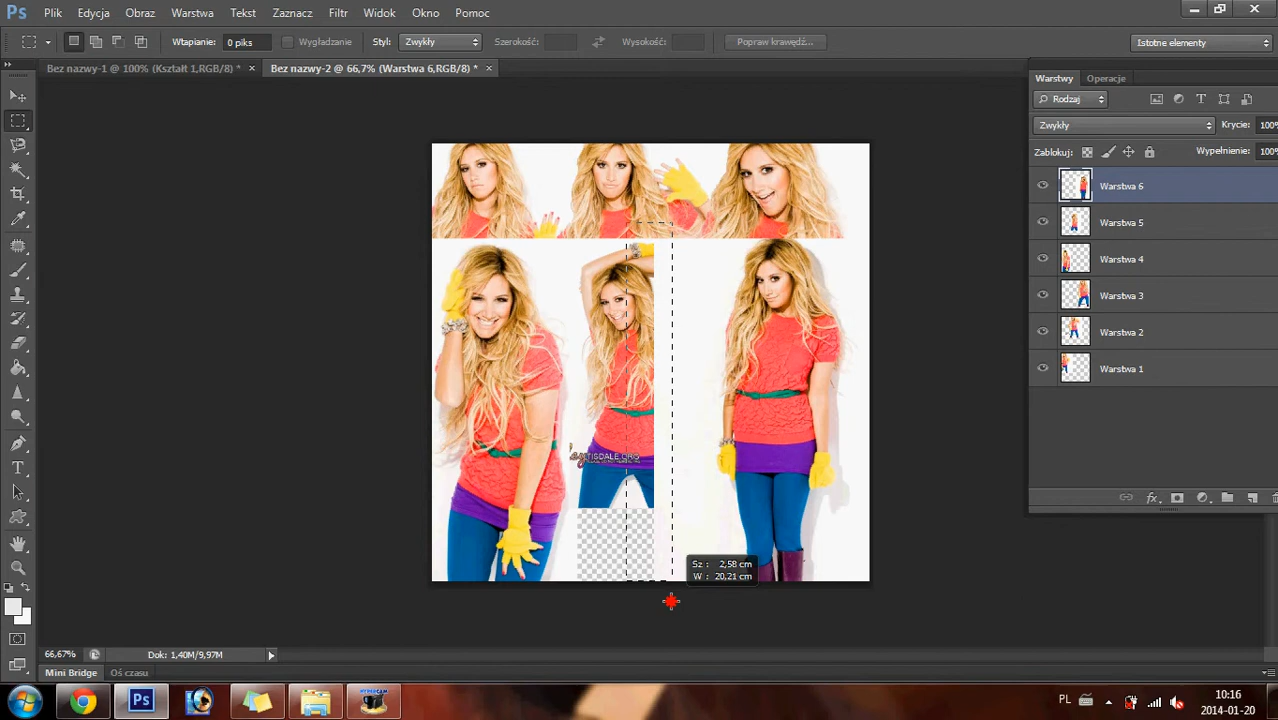 Ps Plik Edycja Obraz Warstwa Tekst Zaznacz Filtr Widok Okno Pomoc
Wtapianie: 0 piks Wygładzanie Styl: Zwykły Szerokość: Wysokość: Popraw krawędź... Istotne elementy
Bez nazwy-1 @ 100% (Kształt 1,RGB/8) * × Bez nazwy-2 @ 66,7% (Warstwa 6,RGB/8) * ×
Warstwy Operacje
Rodzaj
Zwykły Krycie: 100%
Zablokuj: Wypełnienie: 100%
Warstwa 6
Warstwa 5
Warstwa 4
Warstwa 3
Warstwa 2
Warstwa 1
TISDALE.ORG
Sz : 2,58 cm
W : 20,21 cm
66,67% Dok: 1,40M/9,97M
Mini Bridge Oś czasu
Ps PL 10:16
2014-01-20